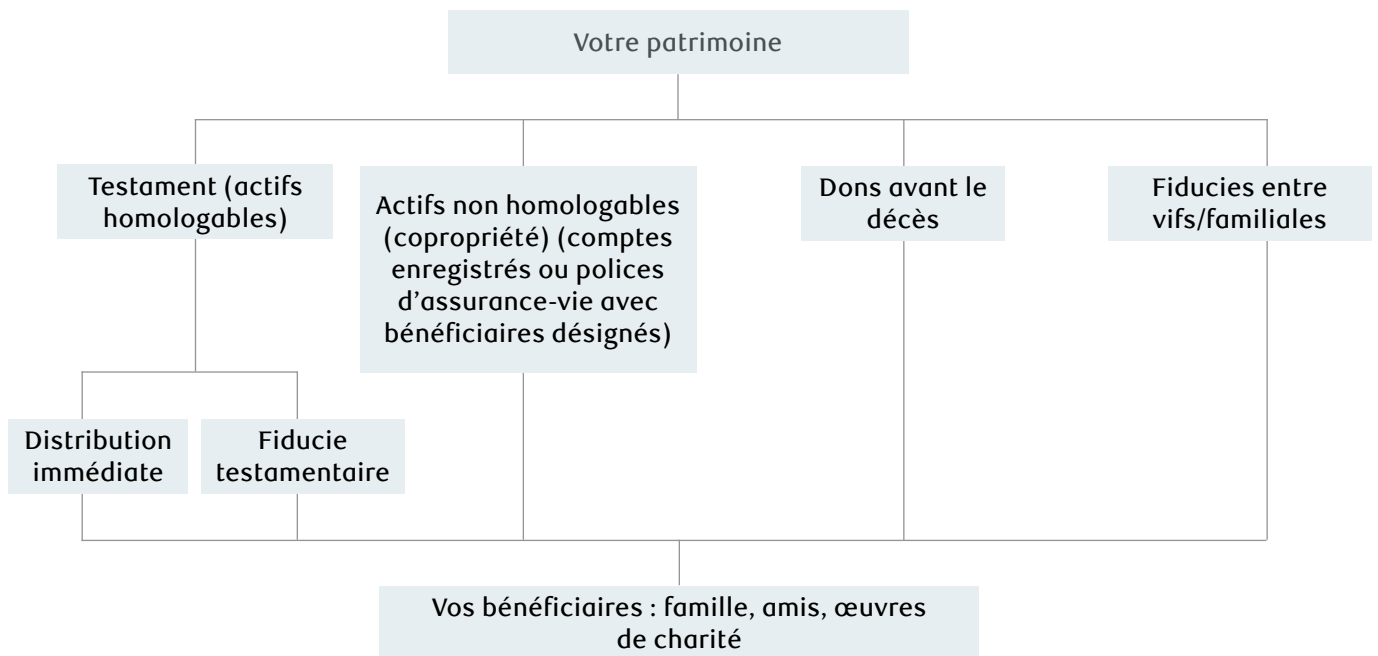 Votre patrimoine
Testament (actifs
homologables)
Actifs non homologables
(copropriété) (comptes
enregistrés ou polices
d’assurance-vie avec
bénéficiaires désignés)
Dons avant le
décès
Fiducies entre
vifs/familiales
Distribution
immédiate
Fiducie
testamentaire
Vos bénéficiaires : famille, amis, œuvres
de charité